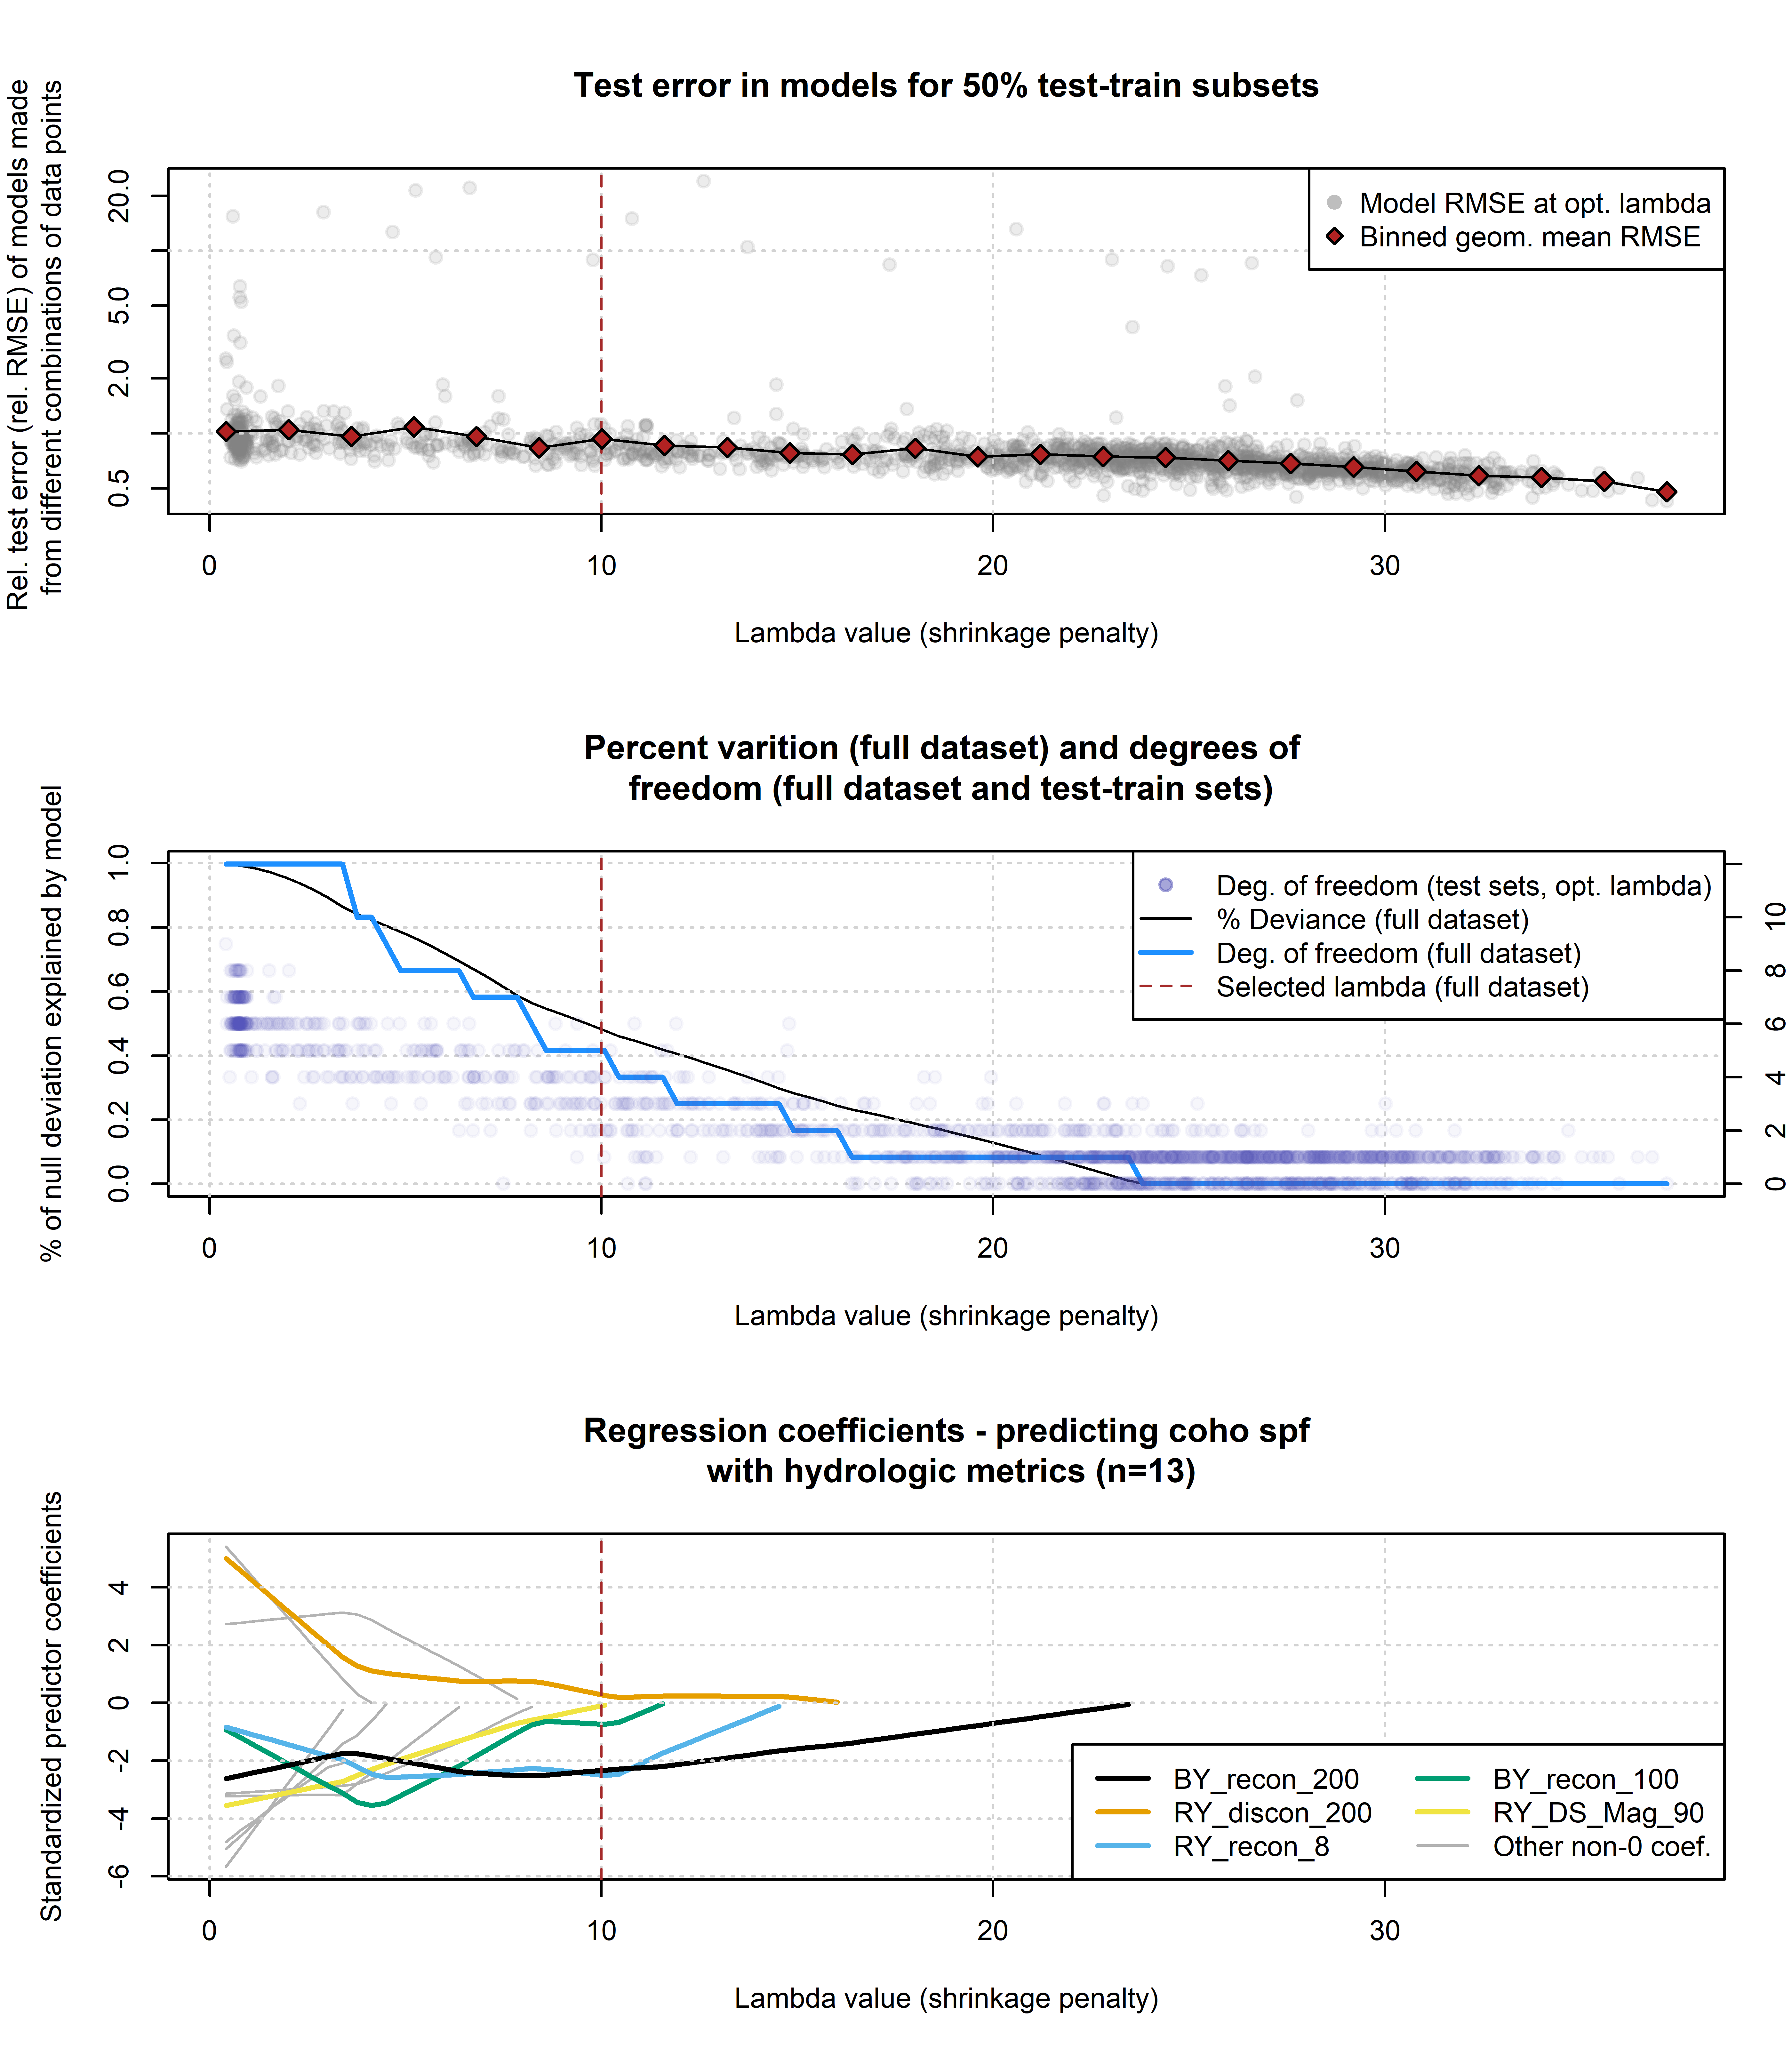 Test error in models for 50% test-train subsets
Rel. test error (rel. RMSE) of models made
from different combinations of data points
20.0
5.0
2.0
0.5
Model RMSE at opt. lambda
Binned geom. mean RMSE
0 10 20 30
Lambda value (shrinkage penalty)
Percent varition (full dataset) and degrees of
freedom (full dataset and test-train sets)
% of null deviation explained by model
1.0
0.8
0.6
0.4
0.2
0.0
Deg. of freedom (test sets, opt. lambda)
% Deviance (full dataset)
Deg. of freedom (full dataset)
Selected lambda (full dataset)
10
8
6
4
2
0
0 10 20 30
Lambda value (shrinkage penalty)
Regression coefficients - predicting coho spf
with hydrologic metrics (n=13)
Standardized predictor coefficients
4
2
0
-2
-4
-6
BY_recon_200 BY_recon_100
RY_discon_200 RY_DS_Mag_90
RY_recon_8 Other non-0 coef.
0 10 20 30
Lambda value (shrinkage penalty)